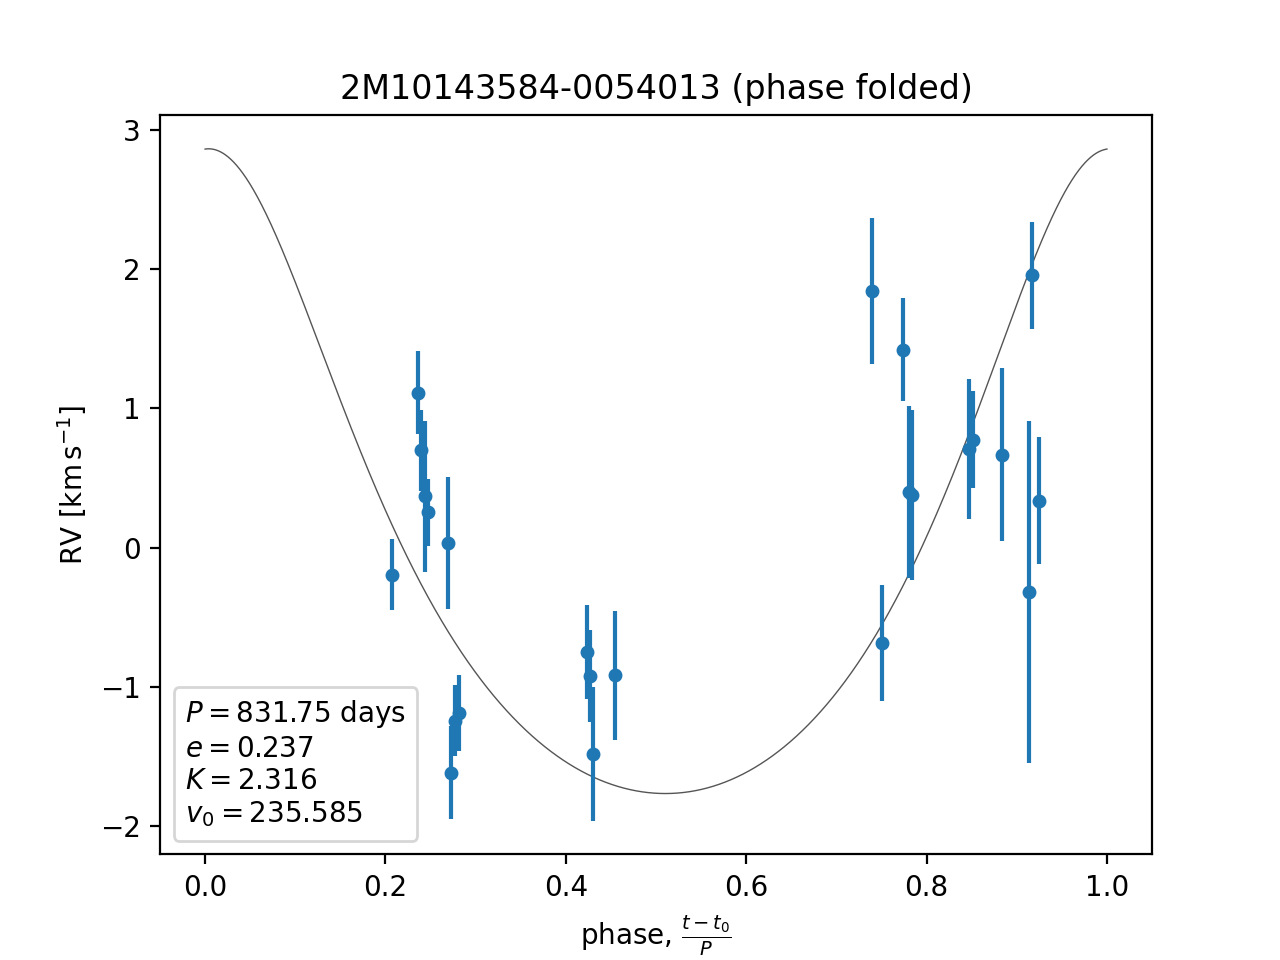 2M10143584-0054013 (phase folded)
3
2
1
0
−1
−2
RV [km s⁻¹]
P = 831.75 days
e = 0.237
K = 2.316
v₀ = 235.585
0.0 0.2 0.4 0.6 0.8 1.0
phase, (t − t₀)/P